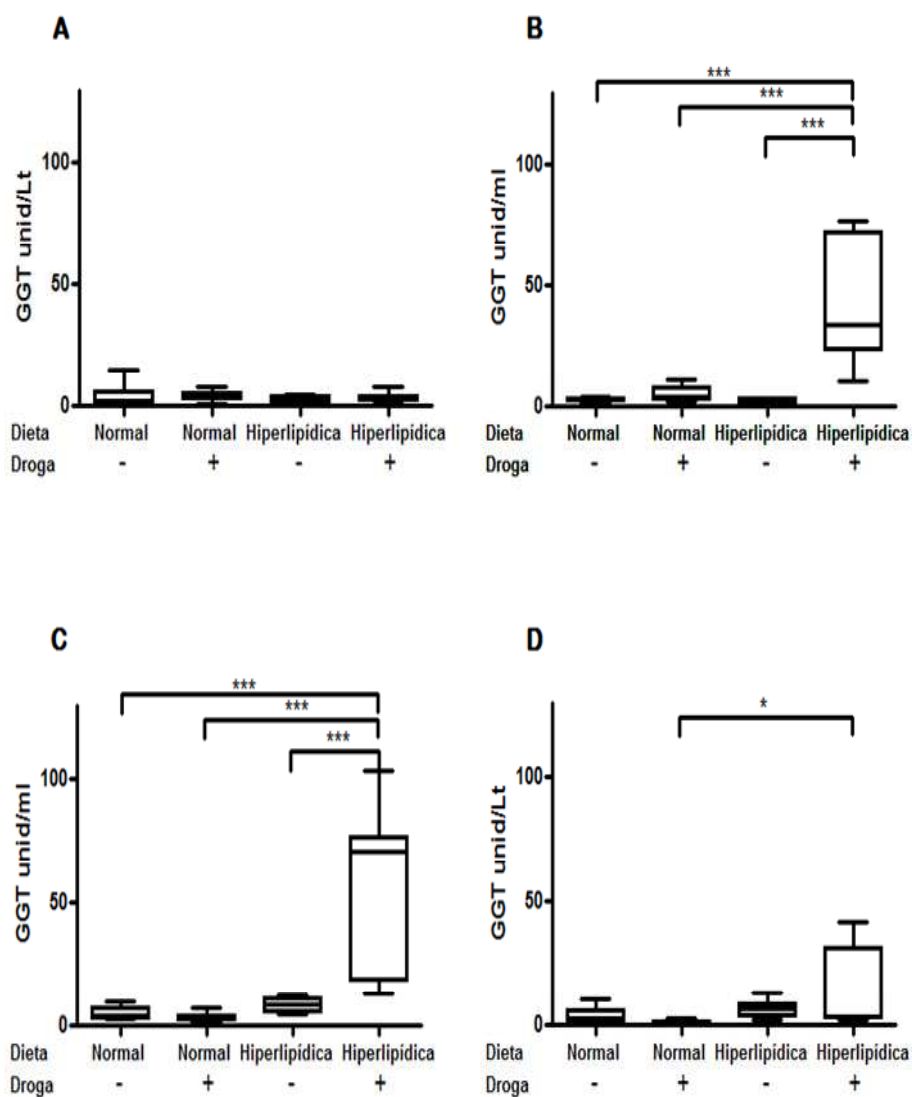 A
GGT unid/Lt
100
50
0
Dieta Normal Normal Hiperlipídica Hiperlipídica
Droga - + - +
B
***
***
***
GGT unid/ml
100
50
0
Normal Normal Hiperlipídica Hiperlipídica
- + - +
C
***
***
***
GGT unid/ml
100
50
0
Dieta Normal Normal Hiperlipídica Hiperlipídica
Droga - + - +
D
*
GGT unid/Lt
100
50
0
Dieta Normal Normal Hiperlipídica Hiperlipídica
Droga - + - +